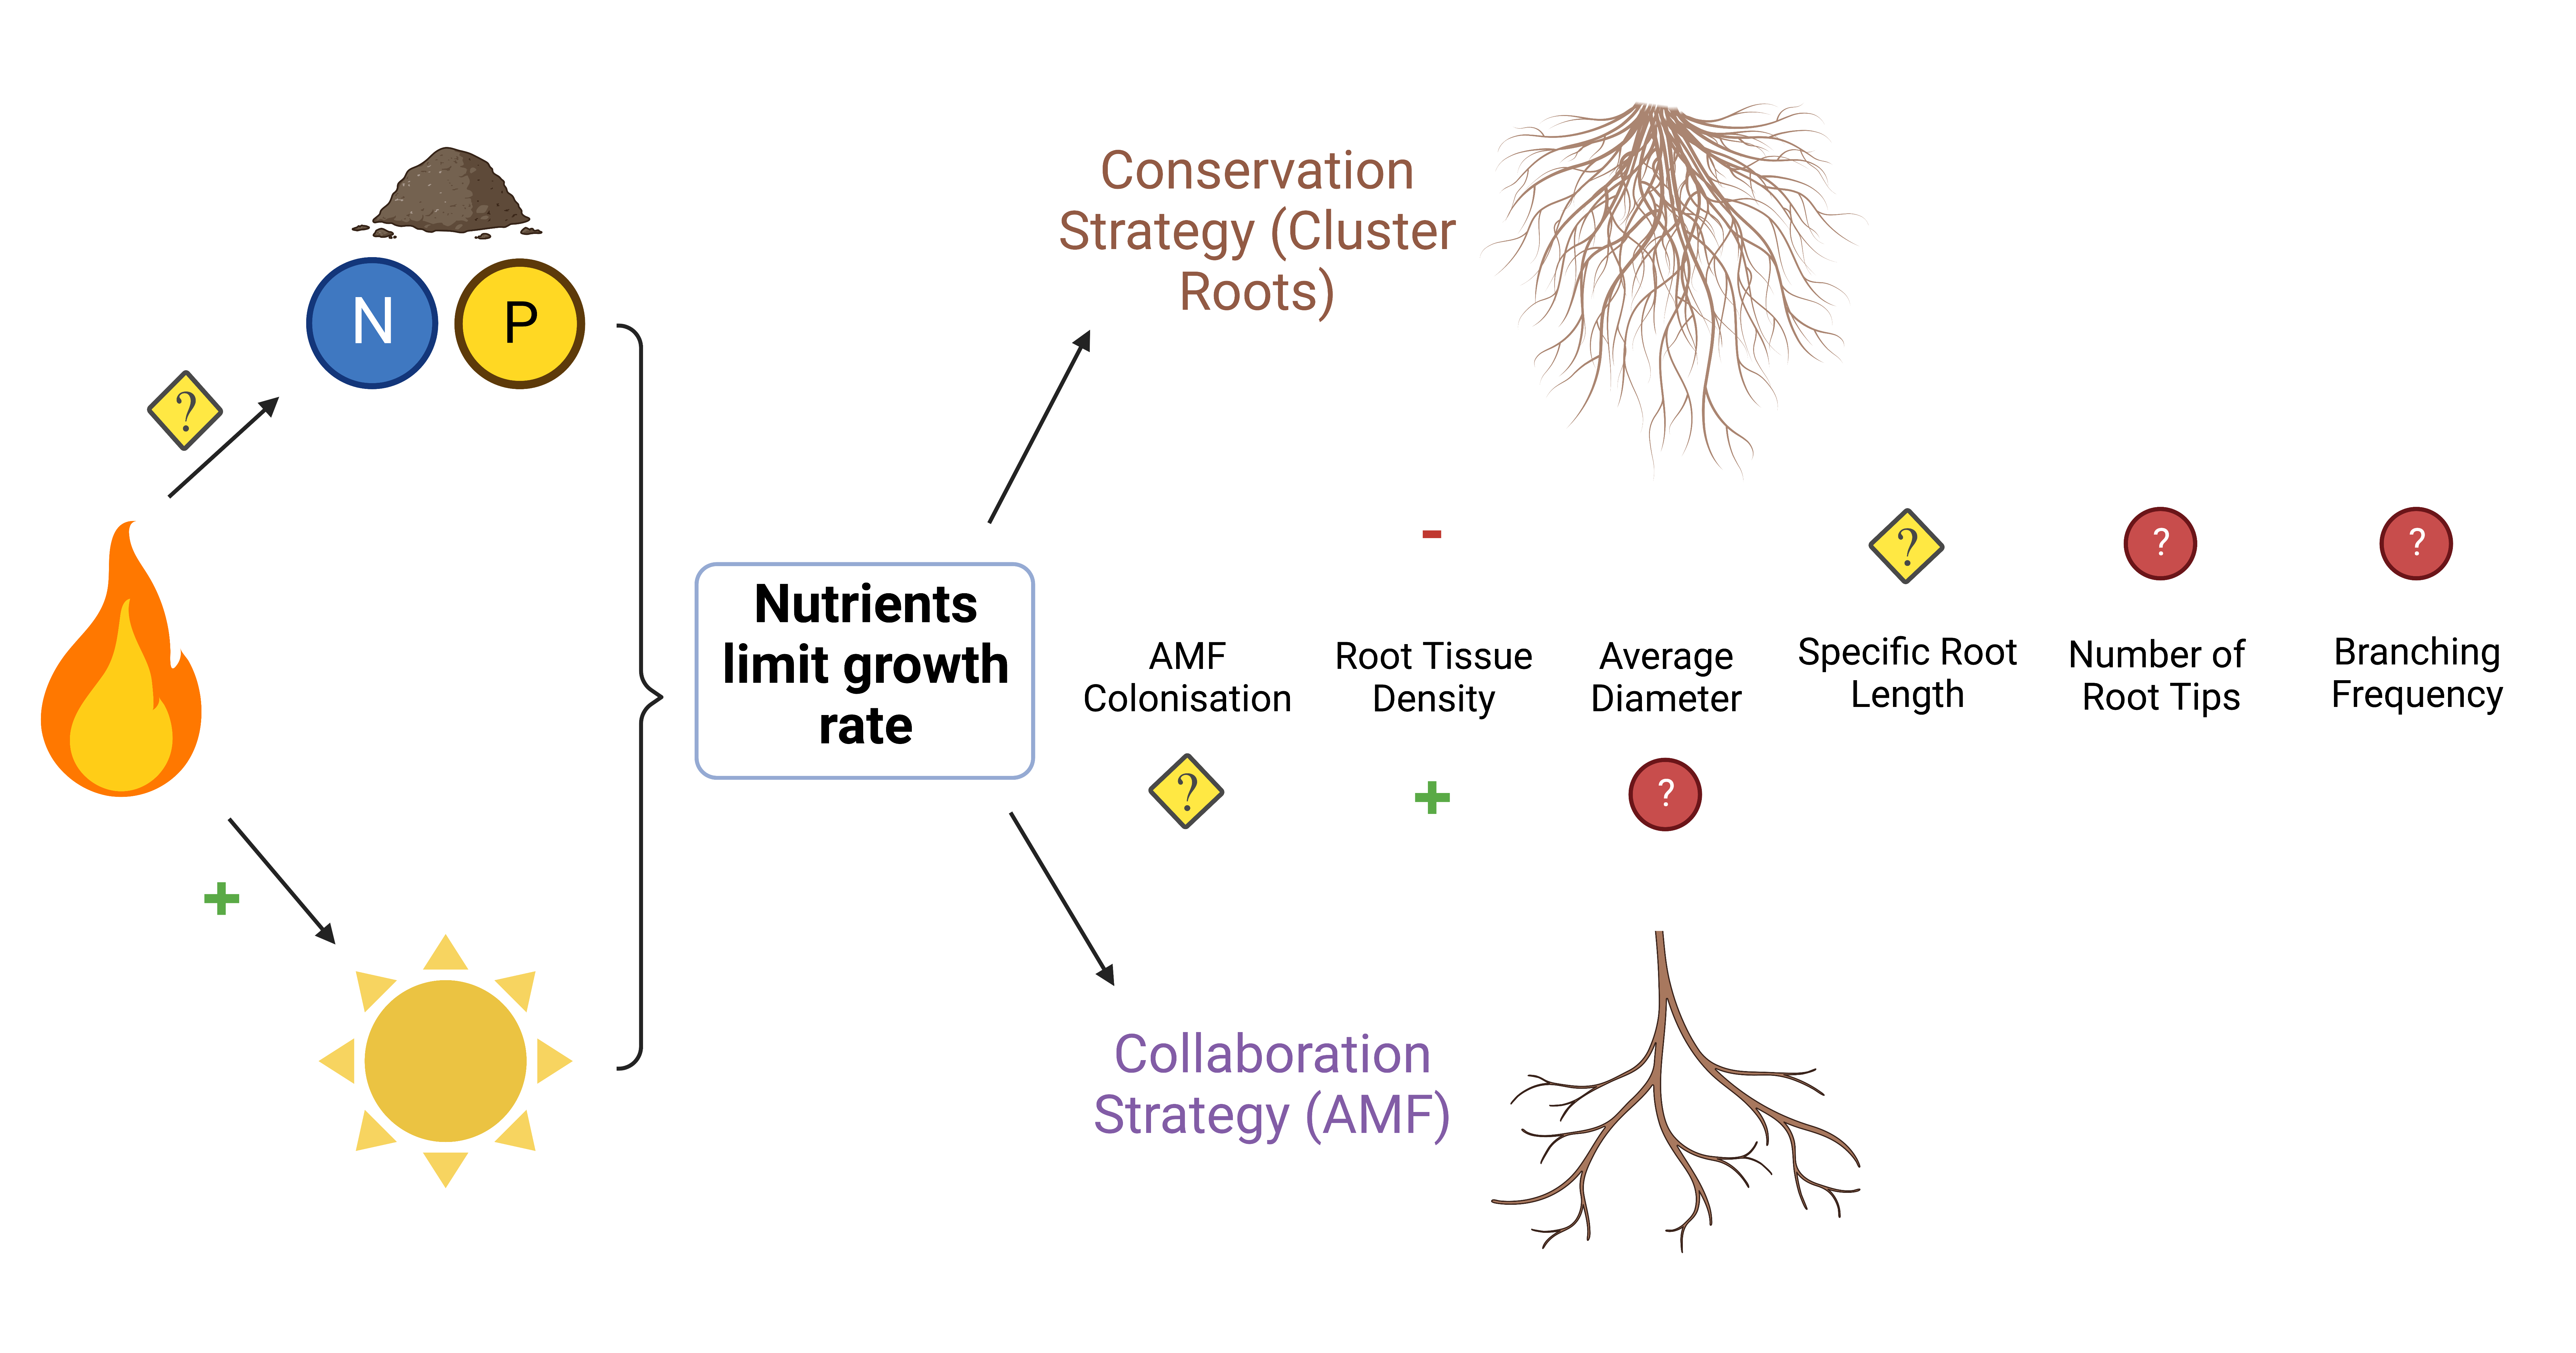 Conservation
Strategy (Cluster
Roots)
N
P
?
-
?
?
?
Nutrients
limit growth
rate
AMF
Colonisation
Root Tissue
Density
Average
Diameter
Specific Root
Length
Number of
Root Tips
Branching
Frequency
?
+
?
+
Collaboration
Strategy (AMF)